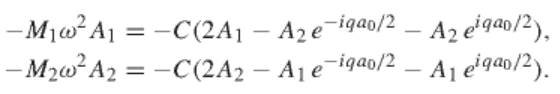 −M₁ω²A₁ = −C(2A₁ − A₂ e^{−iqa₀/2} − A₂ e^{iqa₀/2}),
−M₂ω²A₂ = −C(2A₂ − A₁ e^{−iqa₀/2} − A₁ e^{iqa₀/2}).